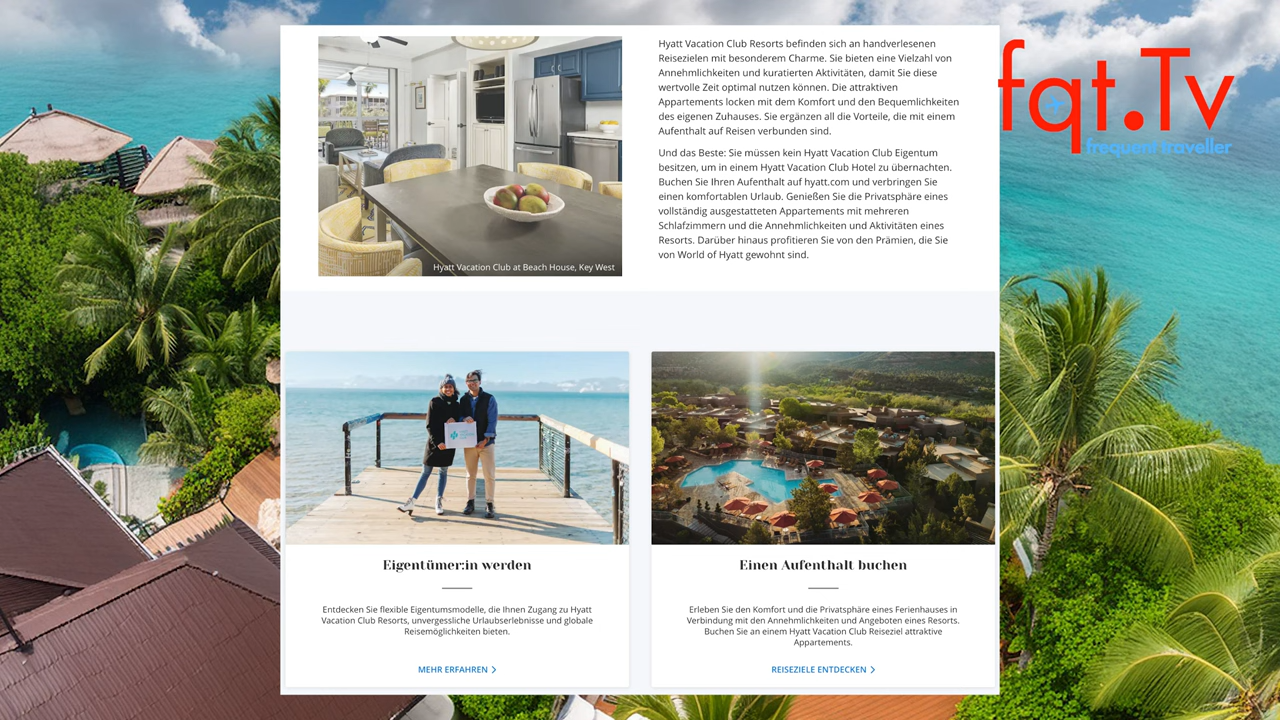 Hyatt Vacation Club Resorts befinden sich an handverlesenen
Reisezielen mit besonderem Charme. Sie bieten eine Vielzahl von
Annehmlichkeiten und kuratierten Aktivitäten, damit Sie diese
wertvolle Zeit optimal nutzen können. Die attraktiven
Appartements locken mit dem Komfort und den Bequemlichkeiten
des eigenen Zuhauses. Sie ergänzen all die Vorteile, die mit einem
Aufenthalt auf Reisen verbunden sind.
Und das Beste: Sie müssen kein Hyatt Vacation Club Eigentum
besitzen, um in einem Hyatt Vacation Club Hotel zu übernachten.
Buchen Sie Ihren Aufenthalt auf hyatt.com und verbringen Sie
einen komfortablen Urlaub. Genießen Sie die Privatsphäre eines
vollständig ausgestatteten Appartements mit mehreren
Schlafzimmern und die Annehmlichkeiten und Aktivitäten eines
Resorts. Darüber hinaus profitieren Sie von den Prämien, die Sie
von World of Hyatt gewohnt sind.
Hyatt Vacation Club at Beach House, Key West
fqt.Tv
frequent traveller
Eigentümer:in werden
Entdecken Sie flexible Eigentumsmodelle, die Ihnen Zugang zu Hyatt
Vacation Club Resorts, unvergessliche Urlaubserlebnisse und globale
Reisemöglichkeiten bieten.
MEHR ERFAHREN
Einen Aufenthalt buchen
Erleben Sie den Komfort und die Privatsphäre eines Ferienhauses in
Verbindung mit den Annehmlichkeiten und Angeboten eines Resorts.
Buchen Sie an einem Hyatt Vacation Club Reiseziel attraktive
Appartements.
REISEZIELE ENTDECKEN